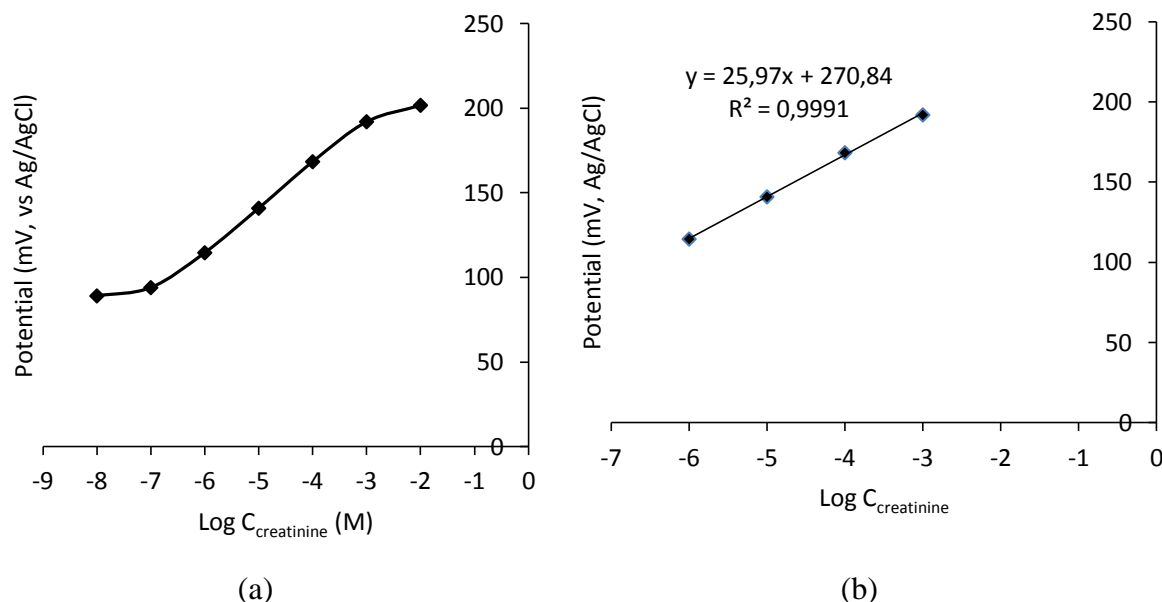 250
200
150
100
50
0
-9 -8 -7 -6 -5 -4 -3 -2 -1 0
Potential (mV, vs Ag/AgCl)
Log C creatinine (M)
(a)
y = 25,97x + 270,84
R² = 0,9991
250
200
150
100
50
0
-7 -6 -5 -4 -3 -2 -1 0
Potential (mV, Ag/AgCl)
Log C creatinine
(b)